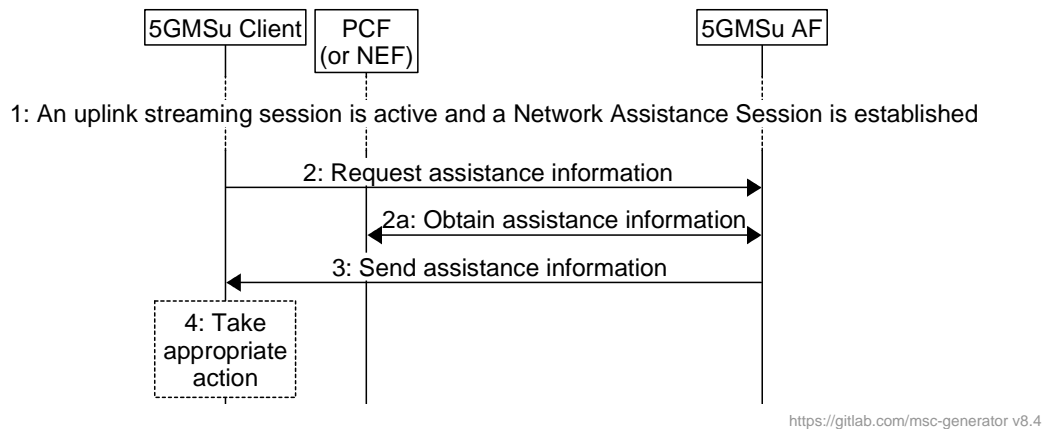 5GMSu Client
PCF
(or NEF)
5GMSu AF
1: An uplink streaming session is active and a Network Assistance Session is established
2: Request assistance information
2a: Obtain assistance information
3: Send assistance information
4: Take
appropriate
action
https://gitlab.com/msc-generator v8.4